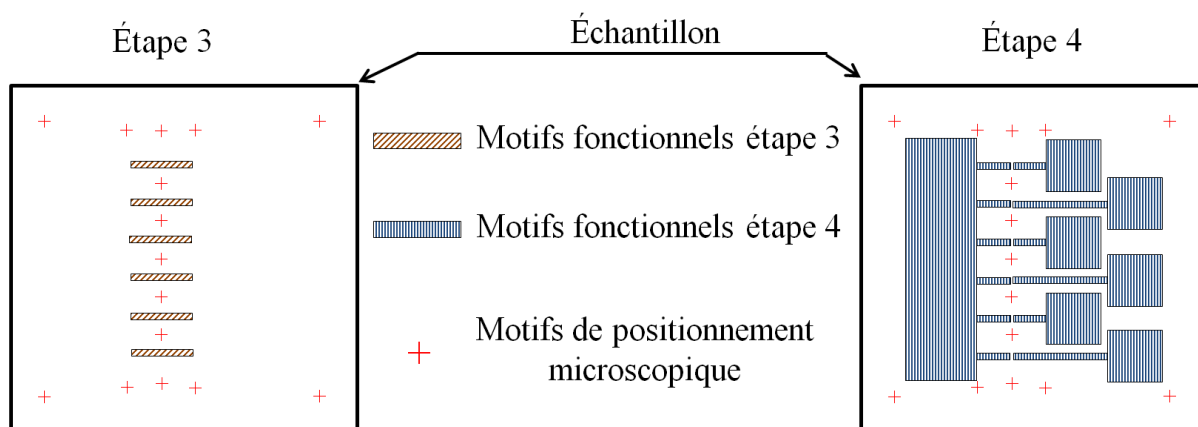 Étape 3
Échantillon
Étape 4
Motifs fonctionnels étape 3
Motifs fonctionnels étape 4
Motifs de positionnement
microscopique